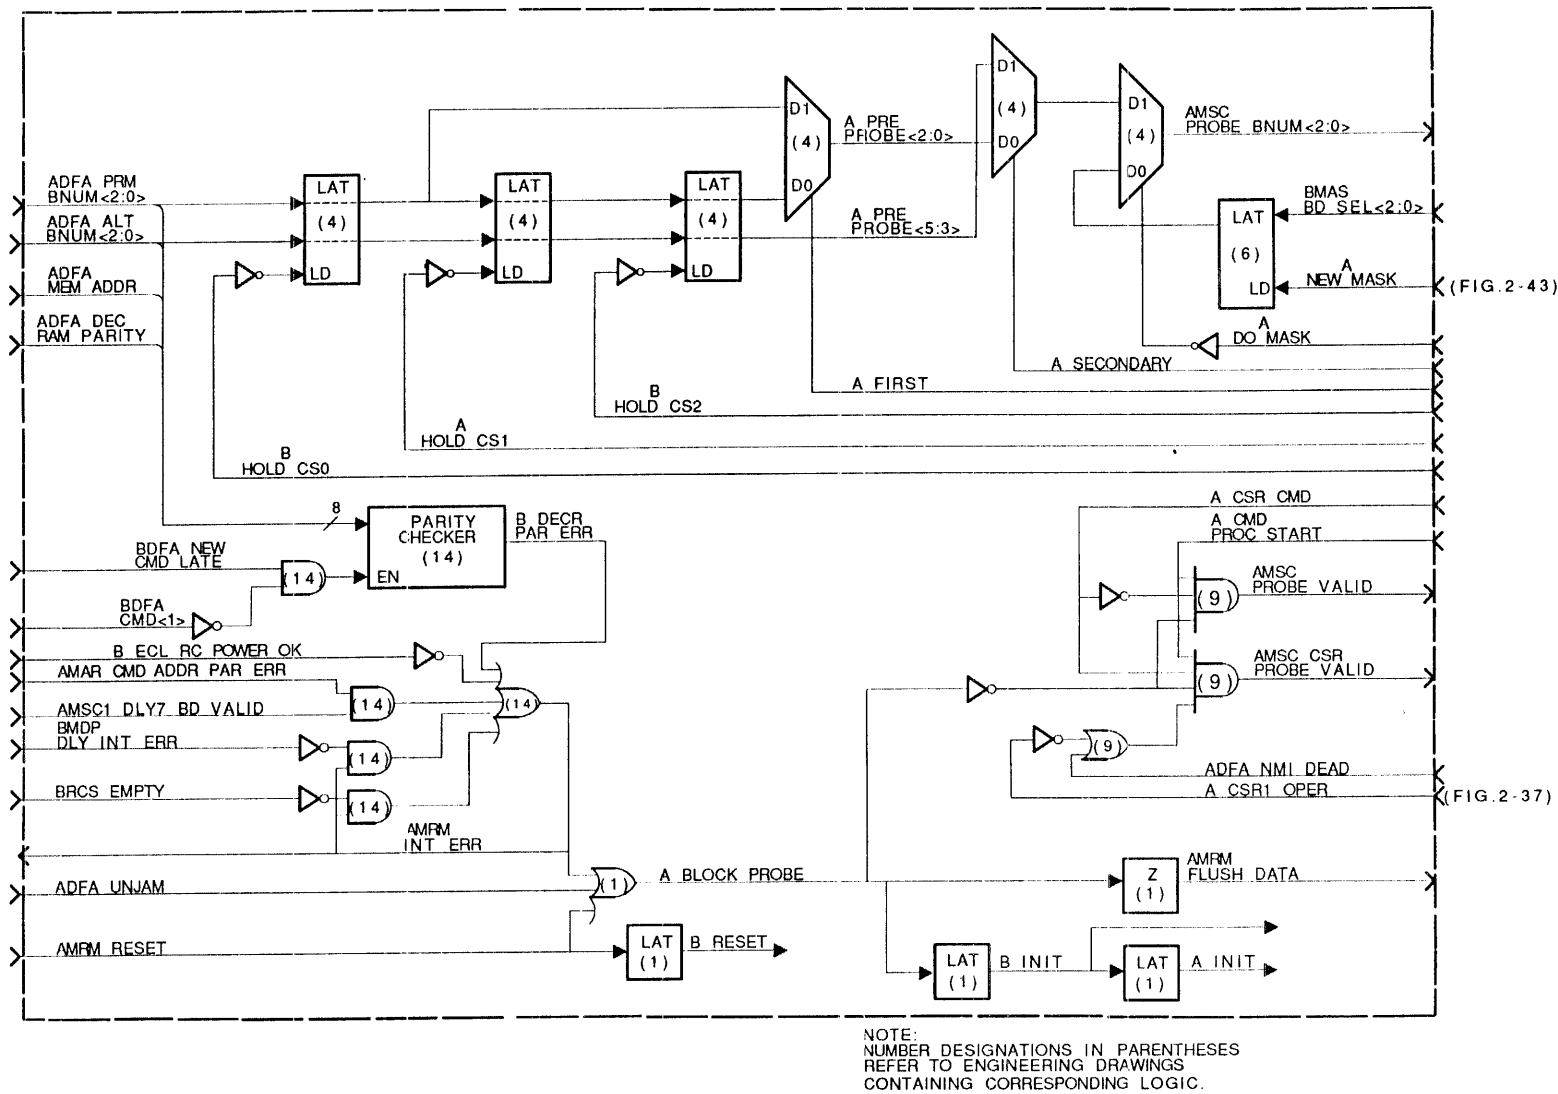 D1
(4)
D0
D1
(4)
D0
AMSC
PROBE BNUM<2:0>
D1
(4)
D0
A PRE
PROBE<2:0>
ADFA PRM
BNUM<2:0>
ADFA ALT
BNUM<2:0>
ADFA
MEM ADDR
ADFA DEC
RAM PARITY
LAT
(4)
LD
LAT
(4)
LD
LAT
(4)
LD
A PRE
PROBE<5:3>
BMAS
BD SEL<2:0>
LAT
(6)
LD
A
NEW MASK
(FIG.2-43)
A
DO MASK
A SECONDARY
A FIRST
B
HOLD CS2
A
HOLD CS1
B
HOLD CS0
8
PARITY
CHECKER
(14)
EN
B DECR
PAR ERR
BDFA NEW
CMD LATE
(14)
BDFA
CMD<1>
B ECL RC POWER OK
AMAR CMD ADDR PAR ERR
(14)
AMSC1 DLY7 BD VALID
(14)
BMDP
DLY INT ERR
(14)
BRCS EMPTY
(14)
AMRM
INT ERR
ADFA UNJAM
(1)
A BLOCK PROBE
AMRM RESET
LAT
(1)
B RESET
A CSR CMD
A CMD
PROC START
(9)
AMSC
PROBE VALID
(9)
AMSC CSR
PROBE VALID
(9)
ADFA NMI DEAD
A CSR1 OPER
(FIG.2-37)
Z
(1)
AMRM
FLUSH DATA
LAT
(1)
B INIT
LAT
(1)
A INIT
NOTE:
NUMBER DESIGNATIONS IN PARENTHESES
REFER TO ENGINEERING DRAWINGS
CONTAINING CORRESPONDING LOGIC.